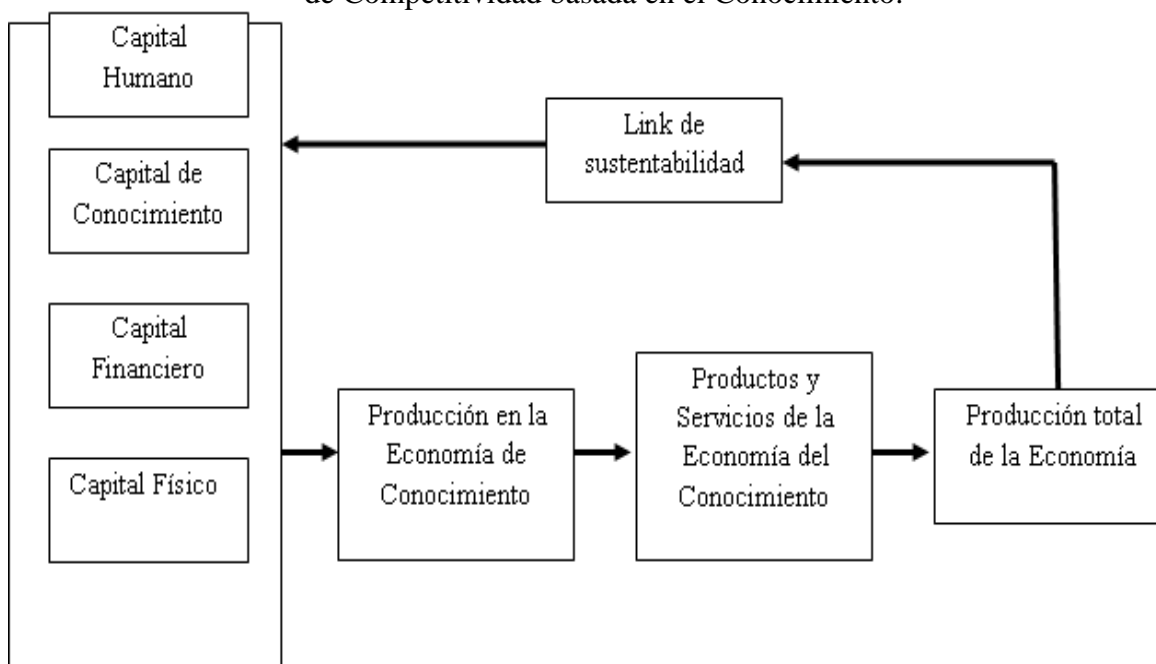 de Competitividad basada en el Conocimiento.
Capital
Humano
Capital de
Conocimiento
Capital
Financiero
Capital Físico
Link de
sustentabilidad
Producción en la
Economía de
Conocimiento
Productos y
Servicios de la
Economía del
Conocimiento
Producción total
de la Economía